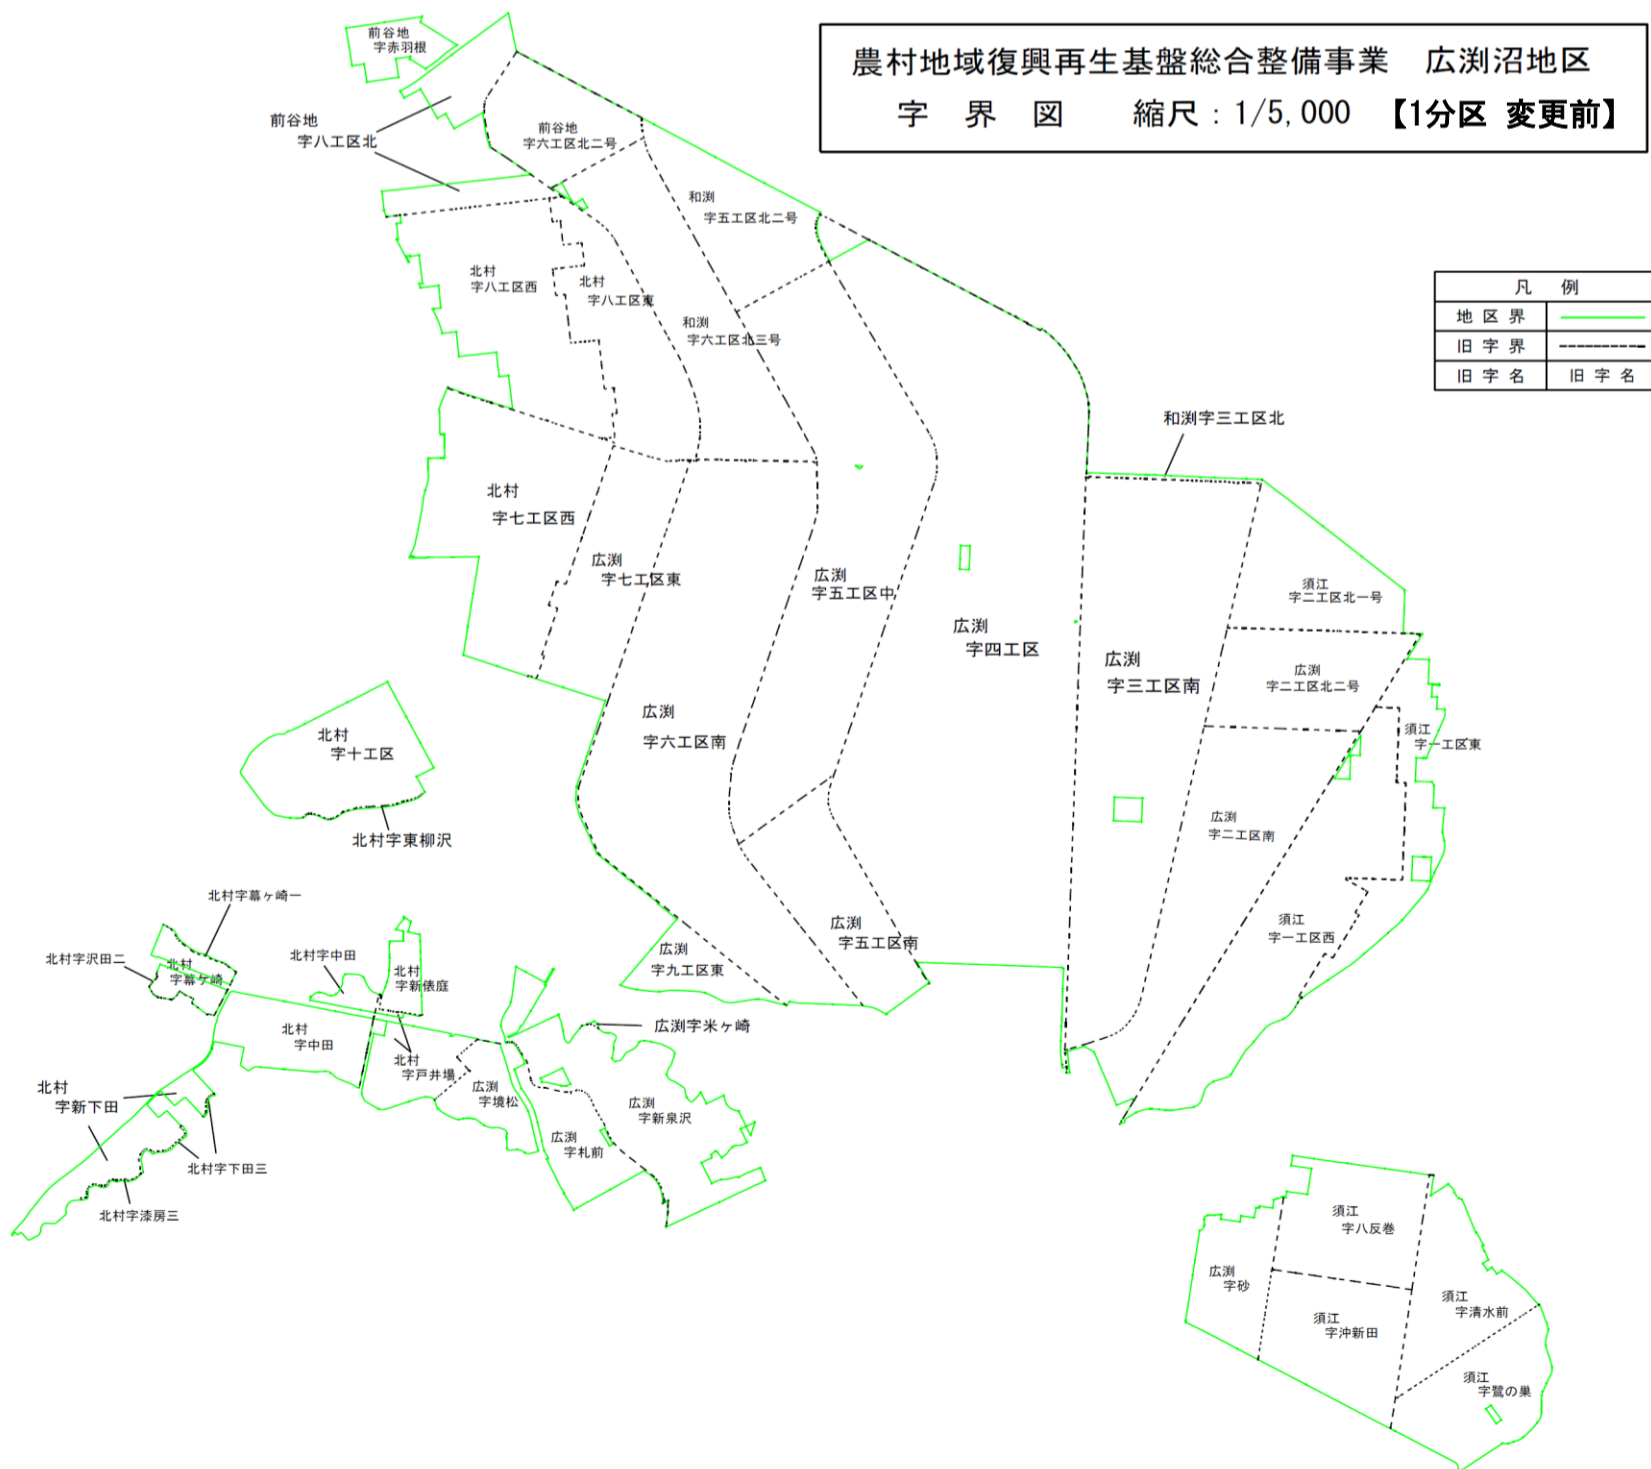 農村地域復興再生基盤総合整備事業　広渕沼地区
字　界　図　　縮尺：1/5,000　【1分区 変更前】
凡　例
地 区 界
旧 字 界
旧 字 名　旧 字 名
前谷地
字赤羽根
前谷地
字八工区北
前谷地
字六工区北二号
和渕
字五工区北二号
北村
字八工区西
北村
字八工区東
和渕
字六工区北三号
和渕字三工区北
北村
字七工区西
広渕
字七工区東
広渕
字五工区中
須江
字二工区北一号
広渕
字四工区
広渕
字三工区南
広渕
字二工区北二号
広渕
字六工区南
須江
字一工区東
北村
字十工区
広渕
字二工区南
北村字東柳沢
北村字幕ヶ崎一
須江
字一工区西
広渕
字五工区南
北村字沢田二
北村
字幕ケ崎
北村字中田
北村
字新俵庭
広渕
字九工区東
広渕字米ヶ崎
北村
字中田
北村
字戸井場
広渕
字境松
北村
字新下田
広渕
字新泉沢
広渕
字札前
北村字下田三
北村字漆房三
須江
字八反巻
広渕
字砂
須江
字清水前
須江
字沖新田
須江
字鷺の巣